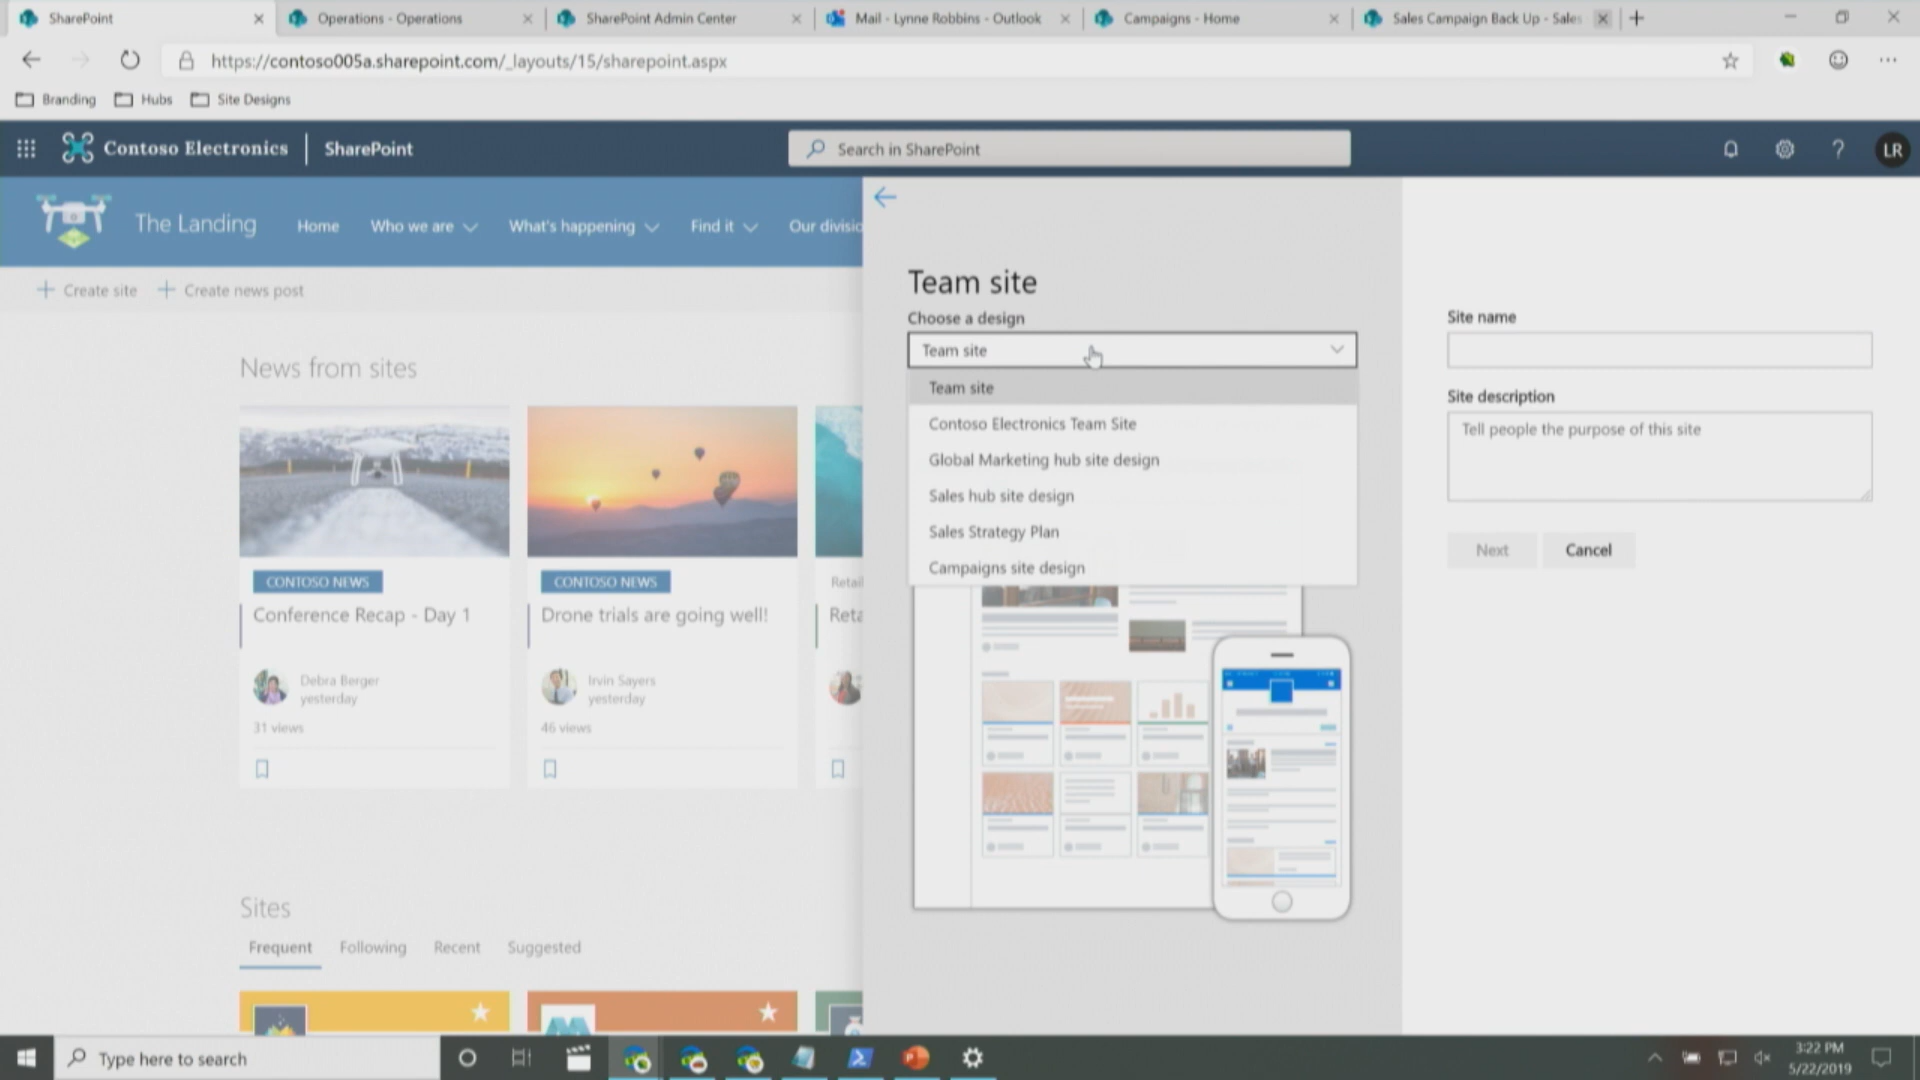 SharePoint
Operations - Operations
SharePoint Admin Center
Mail - Lynne Robbins - Outlook
Campaigns - Home
Sales Campaign Back Up - Sales
https://contoso005a.sharepoint.com/_layouts/15/sharepoint.aspx
Branding
Hubs
Site Designs
Contoso Electronics
SharePoint
Search in SharePoint
LR
The Landing
Home
Who we are
What's happening
Find it
Our divisio
Create site
Create news post
News from sites
CONTOSO NEWS
Conference Recap - Day 1
Debra Berger
yesterday
31 views
CONTOSO NEWS
Drone trials are going well!
Irvin Sayers
yesterday
46 views
Retail
Reta
Sites
Frequent
Following
Recent
Suggested
Team site
Choose a design
Team site
Team site
Contoso Electronics Team Site
Global Marketing hub site design
Sales hub site design
Sales Strategy Plan
Campaigns site design
Site name
Site description
Tell people the purpose of this site
Next
Cancel
Type here to search
3:22 PM
5/22/2019